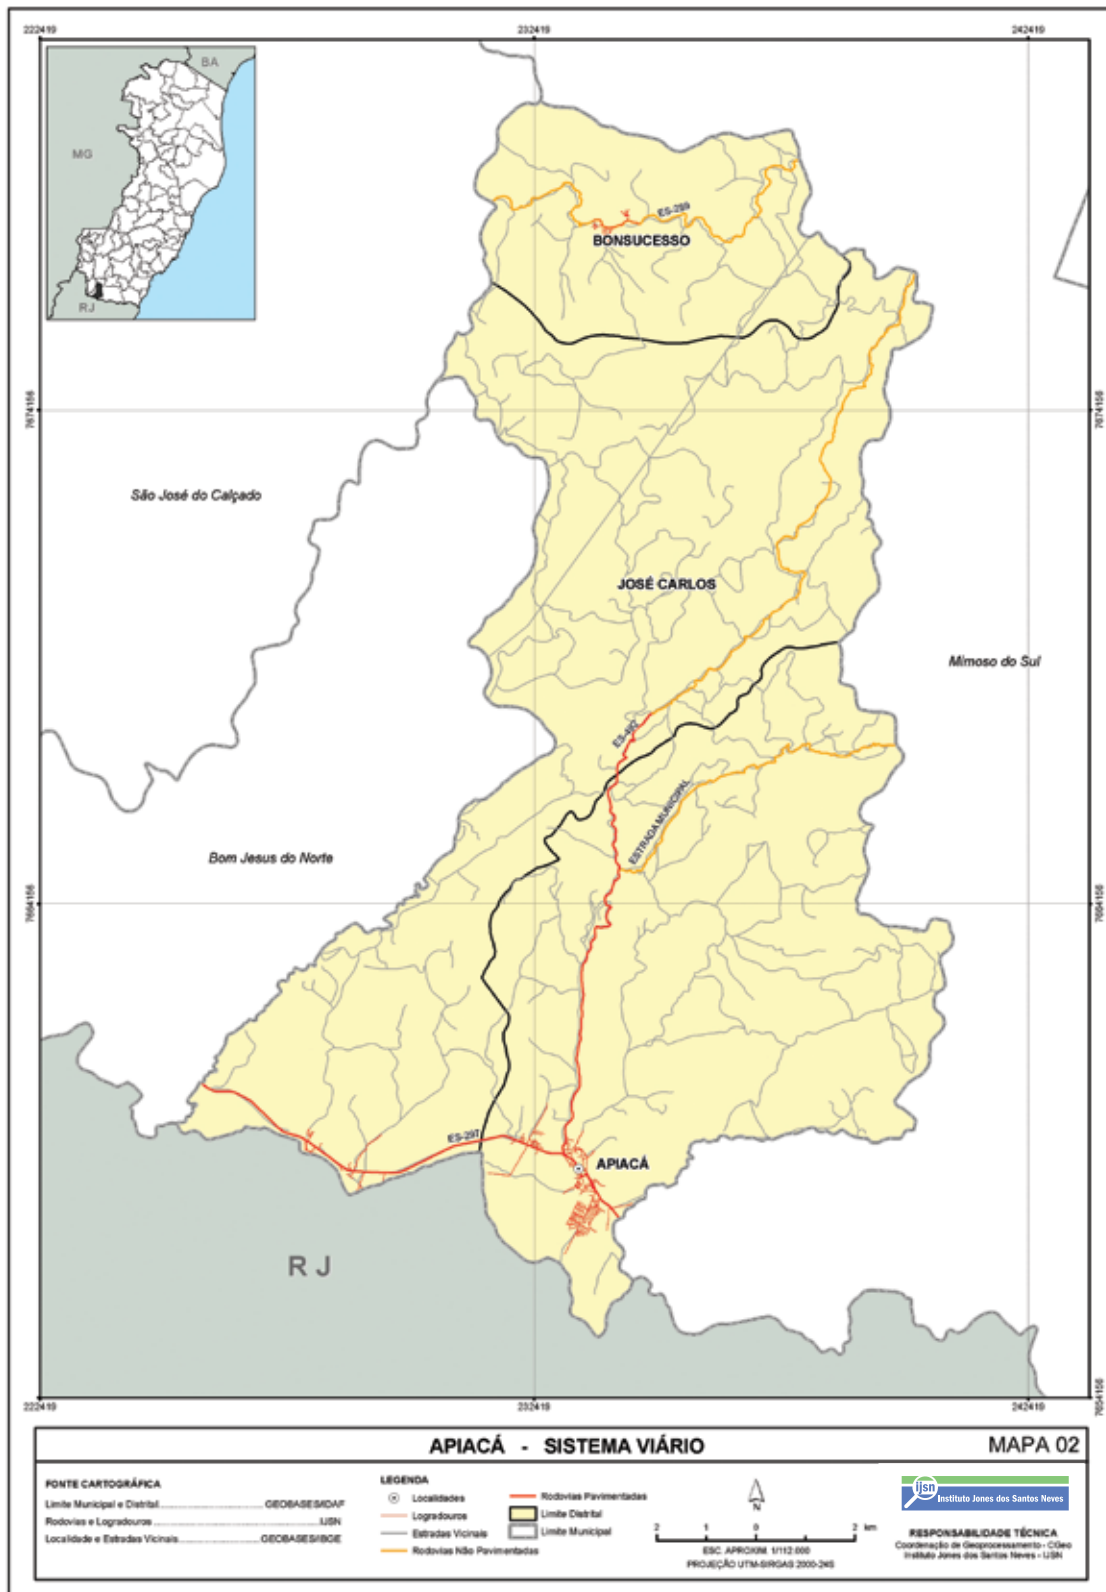 222419
232419
242419
BA
MG
RJ
ES-289
BONSUCESSO
7674156
7674156
São José do Calçado
JOSÉ CARLOS
Mimoso do Sul
ES-492
ESTRADA MUNICIPAL
Bom Jesus do Norte
7664156
7664156
ES-297
APIACÁ
R J
7654156
222419
232419
242419
APIACÁ - SISTEMA VIÁRIO
MAPA 02
FONTE CARTOGRÁFICA
Limite Municipal e Distrital GEOBASES/IDAF
Rodovias e Logradouros IJSN
Localidade e Estradas Vicinais GEOBASES/IBGE
LEGENDA
Localidades
Logradouros
Estradas Vicinais
Rodovias Não Pavimentadas
Rodovias Pavimentadas
Limite Distrital
Limite Municipal
N
2 1 0 2 km
ESC. APROXIM. 1/112.000
PROJEÇÃO UTM-SIRGAS 2000-24S
ijsn
Instituto Jones dos Santos Neves
RESPONSABILIDADE TÉCNICA
Coordenação de Geoprocessamento - CGeo
Instituto Jones dos Santos Neves - IJSN